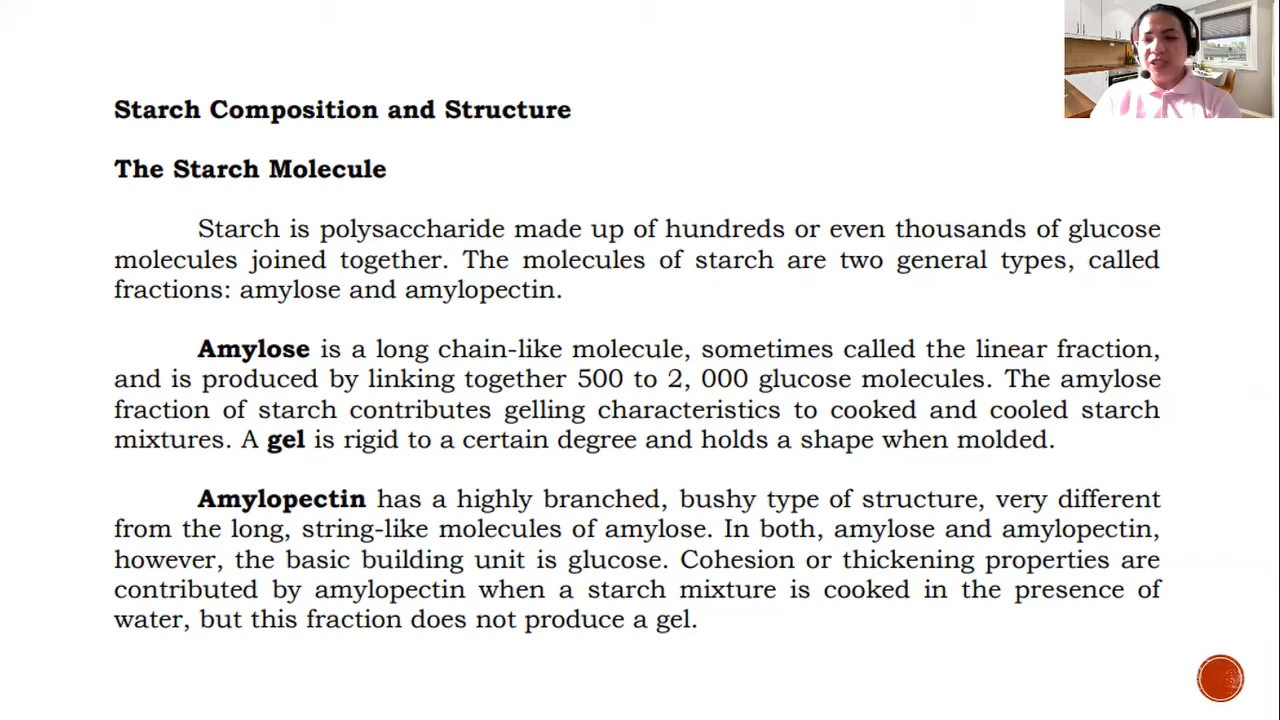 Starch Composition and Structure
The Starch Molecule
Starch is polysaccharide made up of hundreds or even thousands of glucose
molecules joined together. The molecules of starch are two general types, called
fractions: amylose and amylopectin.
Amylose is a long chain-like molecule, sometimes called the linear fraction,
and is produced by linking together 500 to 2, 000 glucose molecules. The amylose
fraction of starch contributes gelling characteristics to cooked and cooled starch
mixtures. A gel is rigid to a certain degree and holds a shape when molded.
Amylopectin has a highly branched, bushy type of structure, very different
from the long, string-like molecules of amylose. In both, amylose and amylopectin,
however, the basic building unit is glucose. Cohesion or thickening properties are
contributed by amylopectin when a starch mixture is cooked in the presence of
water, but this fraction does not produce a gel.